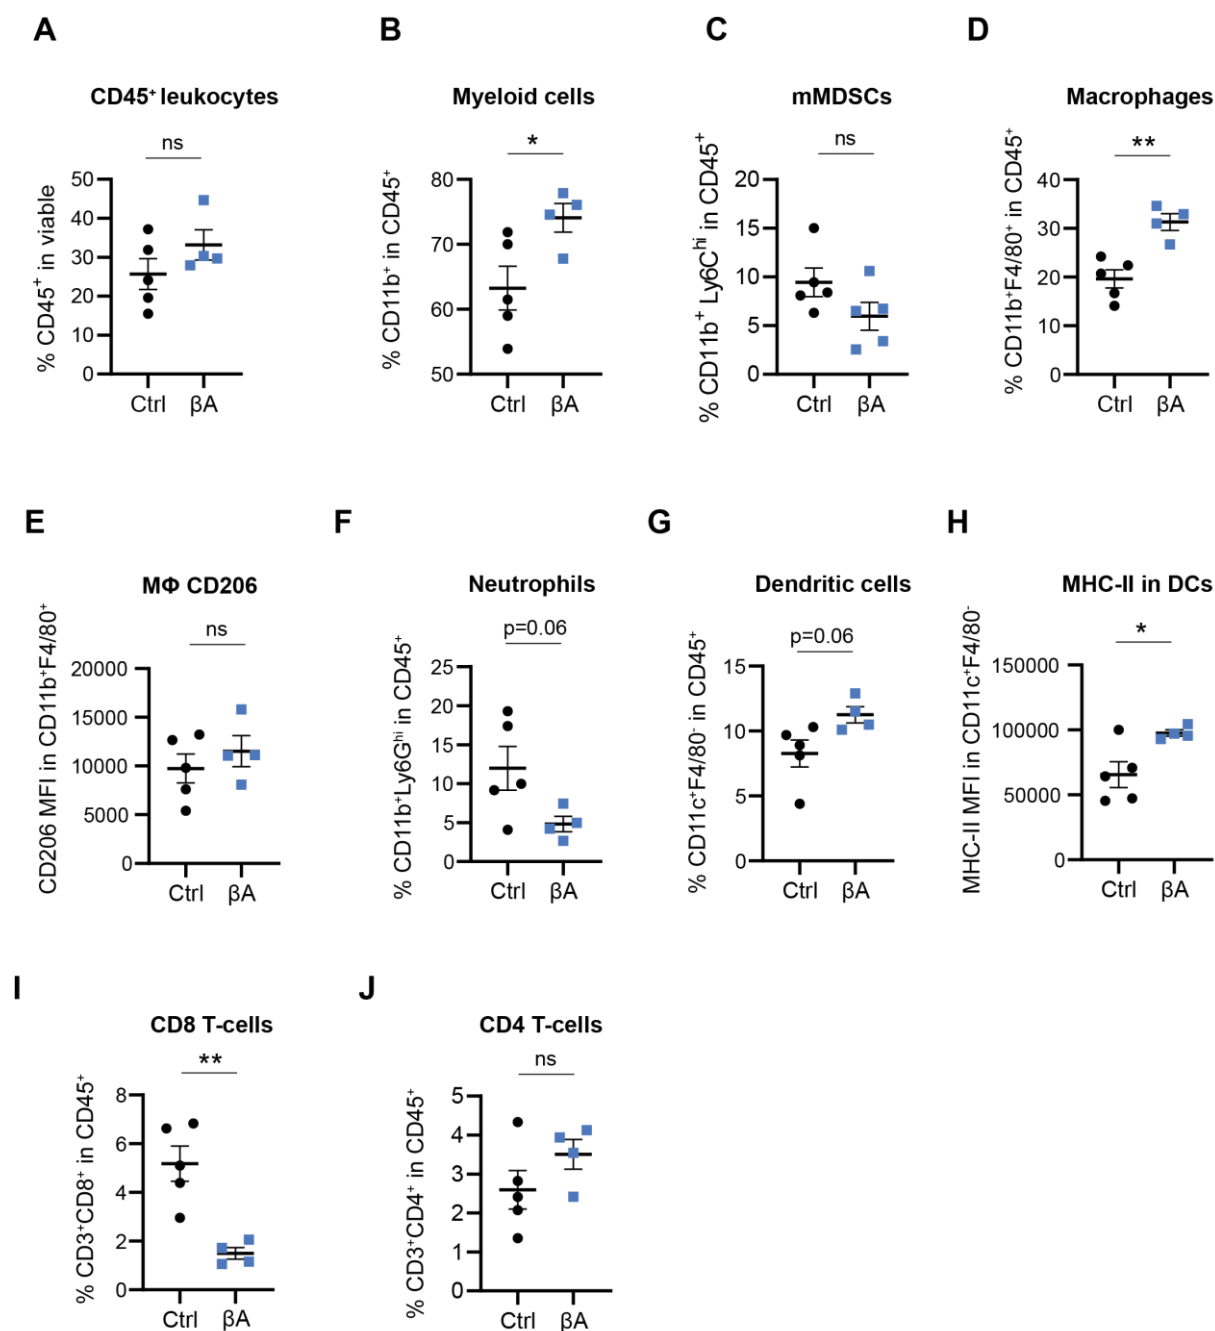 A
B
C
D
CD45⁺ leukocytes
Myeloid cells
mMDSCs
Macrophages
ns
*
ns
**
% CD45⁺ in viable
50
40
30
20
10
0
Ctrl
βA
% CD11b⁺ in CD45⁺
80
70
60
50
Ctrl
βA
% CD11b⁺ Ly6Cʰⁱ in CD45⁺
20
15
10
5
0
Ctrl
βA
% CD11b⁺F4/80⁺ in CD45⁺
40
30
20
10
0
Ctrl
βA
E
F
G
H
MΦ CD206
Neutrophils
Dendritic cells
MHC-II in DCs
ns
p=0.06
p=0.06
*
CD206 MFI in CD11b⁺F4/80⁺
20000
15000
10000
5000
0
Ctrl
βA
% CD11b⁺Ly6Gʰⁱ in CD45⁺
25
20
15
10
5
0
Ctrl
βA
% CD11c⁺F4/80⁻ in CD45⁺
15
10
5
0
Ctrl
βA
MHC-II MFI in CD11c⁺F4/80⁻
150000
100000
50000
0
Ctrl
βA
I
J
CD8 T-cells
CD4 T-cells
**
ns
% CD3⁺CD8⁺ in CD45⁺
8
6
4
2
0
Ctrl
βA
% CD3⁺CD4⁺ in CD45⁺
5
4
3
2
1
0
Ctrl
βA